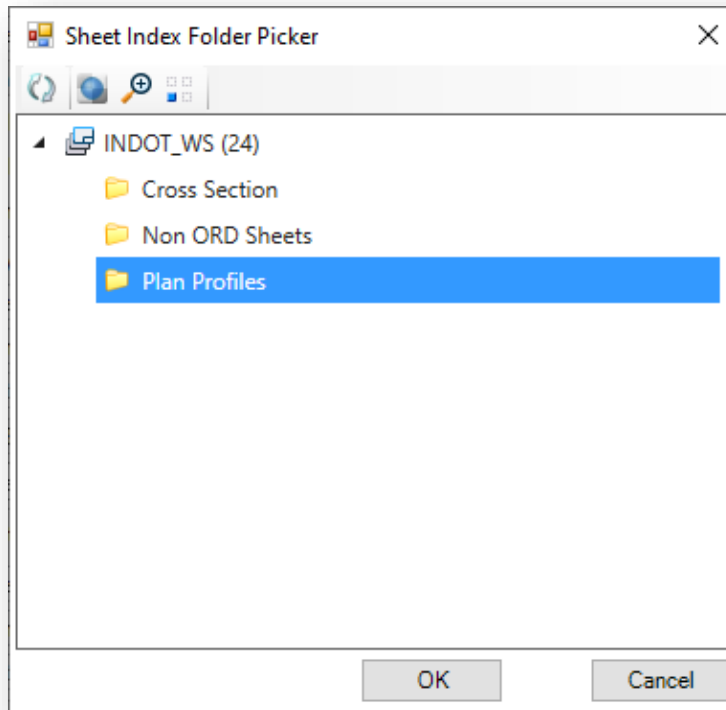 Sheet Index Folder Picker
INDOT_WS (24)
Cross Section
Non ORD Sheets
Plan Profiles
OK Cancel